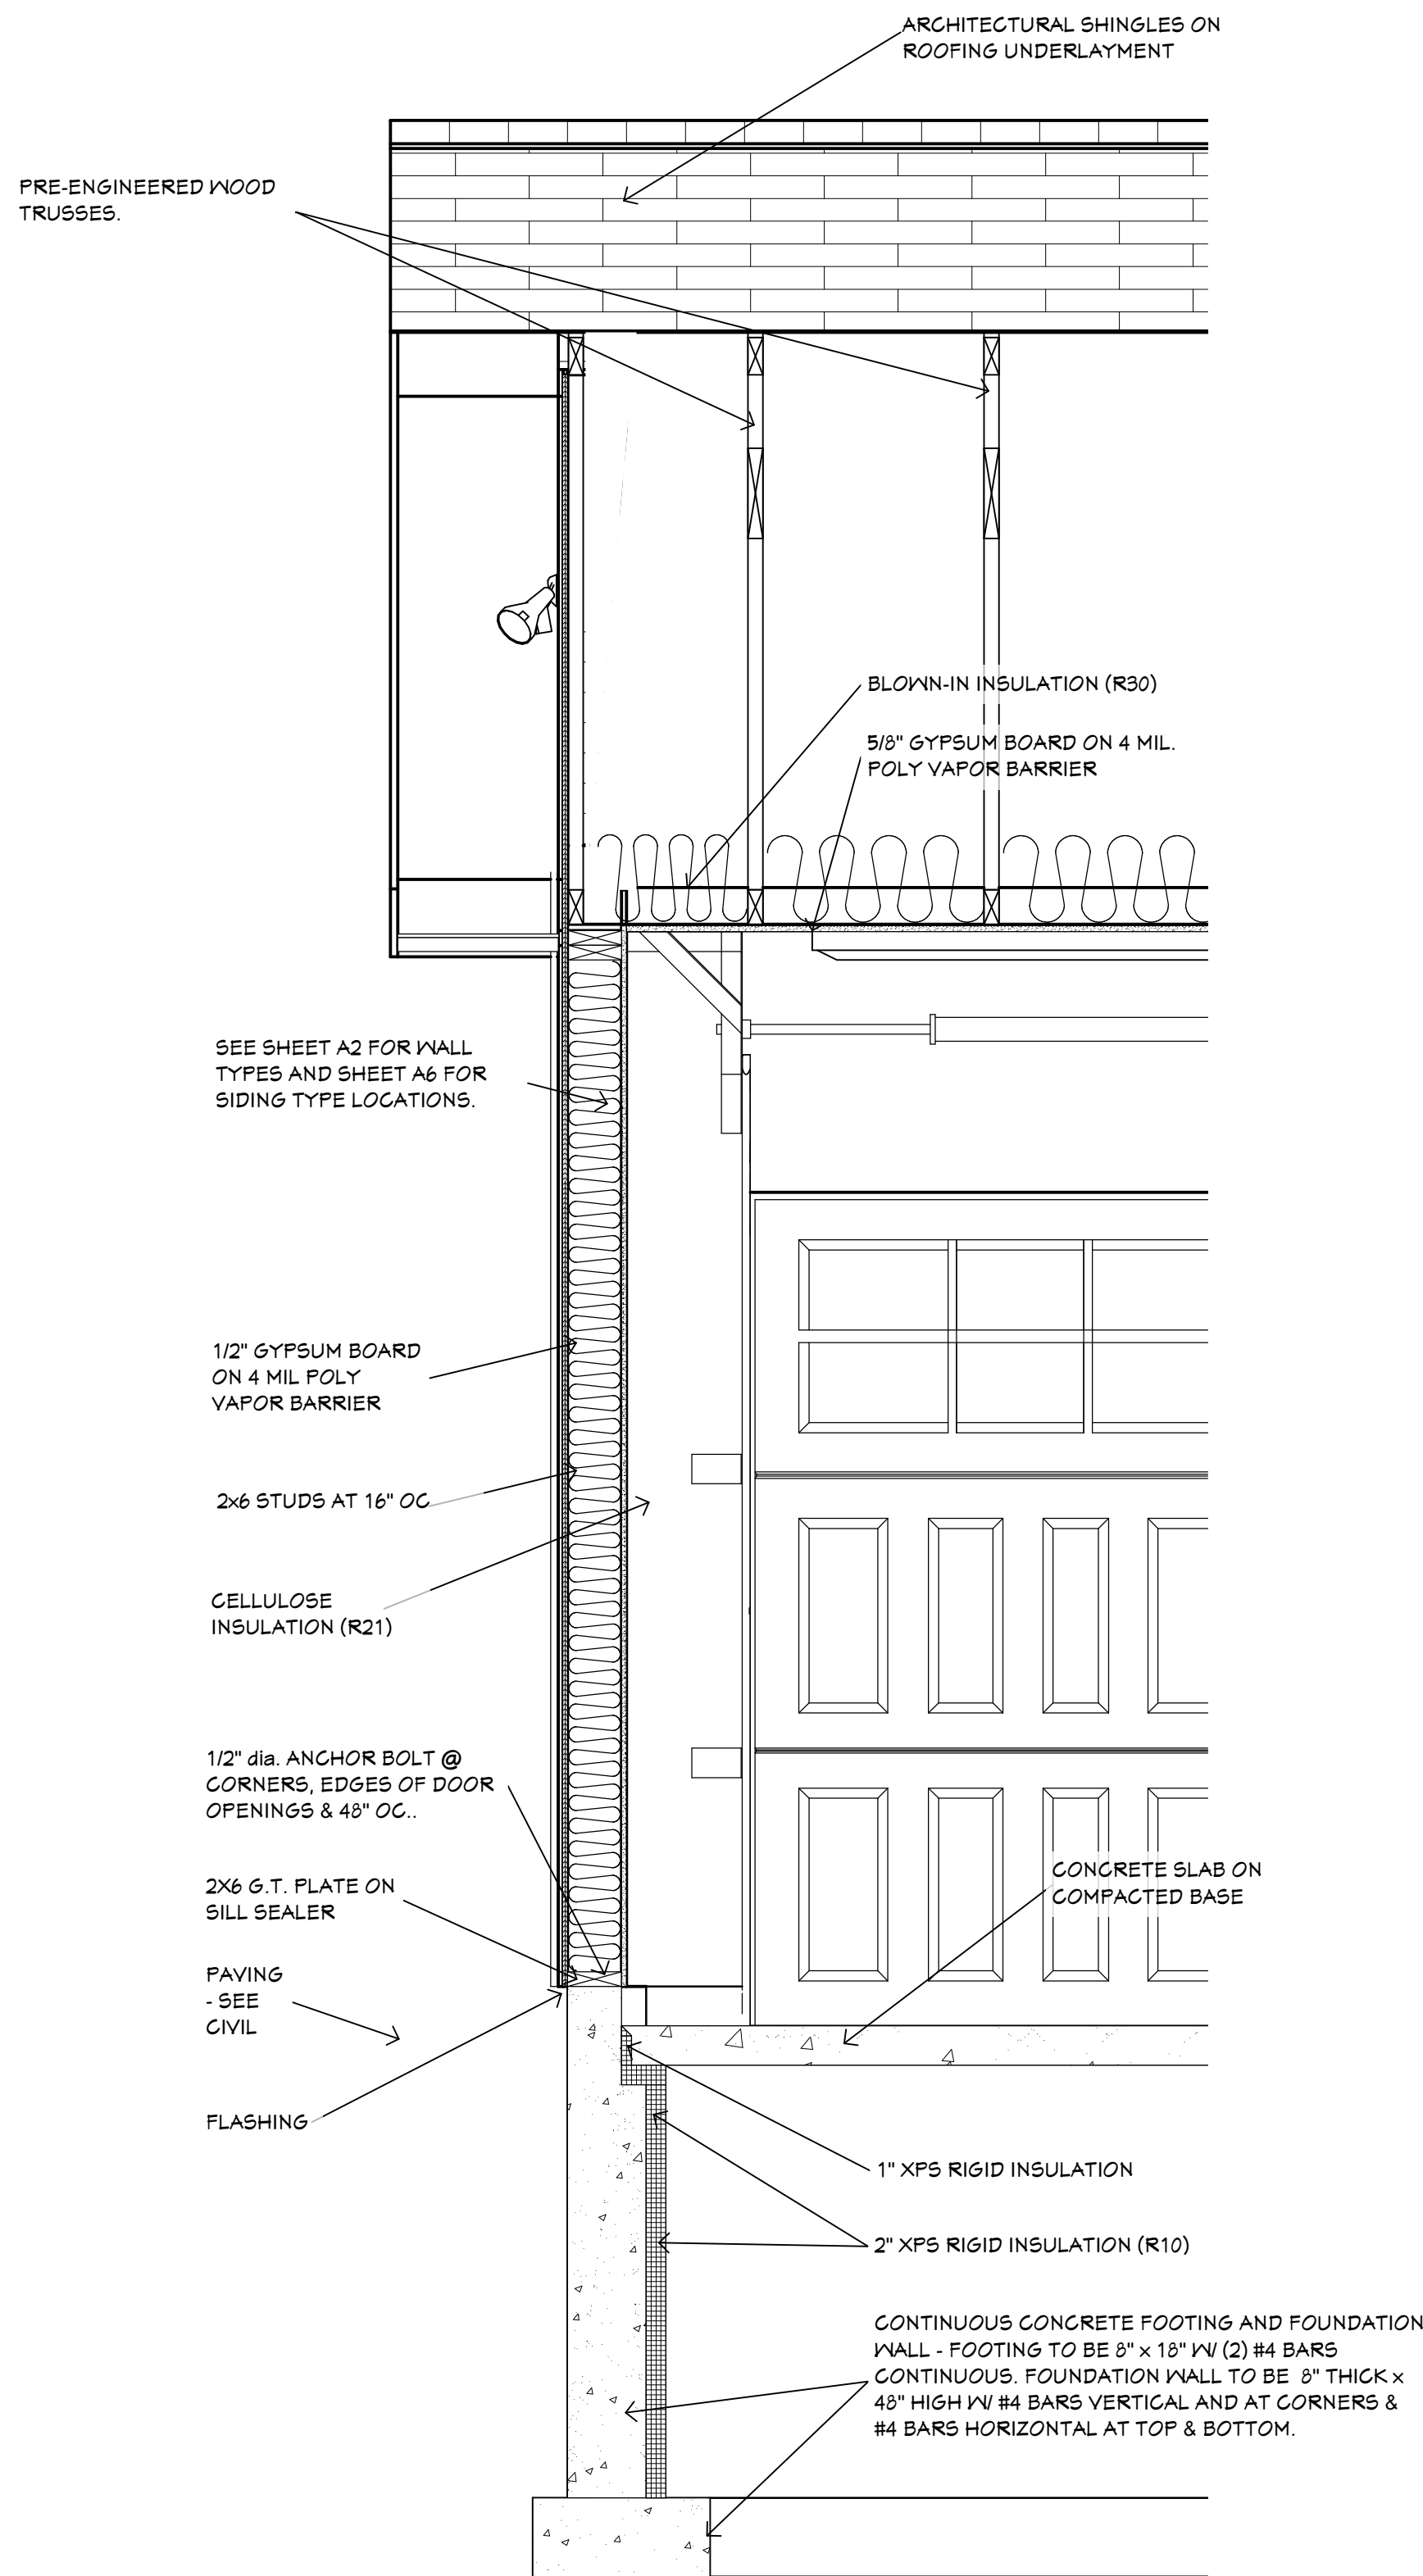 ARCHITECTURAL SHINGLES ON
ROOFING UNDERLAYMENT
PRE-ENGINEERED WOOD
TRUSSES.
BLOWN-IN INSULATION (R30)
5/8" GYPSUM BOARD ON 4 MIL.
POLY VAPOR BARRIER
SEE SHEET A2 FOR WALL
TYPES AND SHEET A6 FOR
SIDING TYPE LOCATIONS.
1/2" GYPSUM BOARD
ON 4 MIL POLY
VAPOR BARRIER
2x6 STUDS AT 16" OC
CELLULOSE
INSULATION (R21)
1/2" dia. ANCHOR BOLT @
CORNERS, EDGES OF DOOR
OPENINGS & 48" OC..
2X6 G.T. PLATE ON
SILL SEALER
CONCRETE SLAB ON
COMPACTED BASE
PAVING
- SEE
CIVIL
FLASHING
1" XPS RIGID INSULATION
2" XPS RIGID INSULATION (R10)
CONTINUOUS CONCRETE FOOTING AND FOUNDATION
WALL - FOOTING TO BE 8" x 18" W/ (2) #4 BARS
CONTINUOUS. FOUNDATION WALL TO BE 8" THICK x
48" HIGH W/ #4 BARS VERTICAL AND AT CORNERS &
#4 BARS HORIZONTAL AT TOP & BOTTOM.